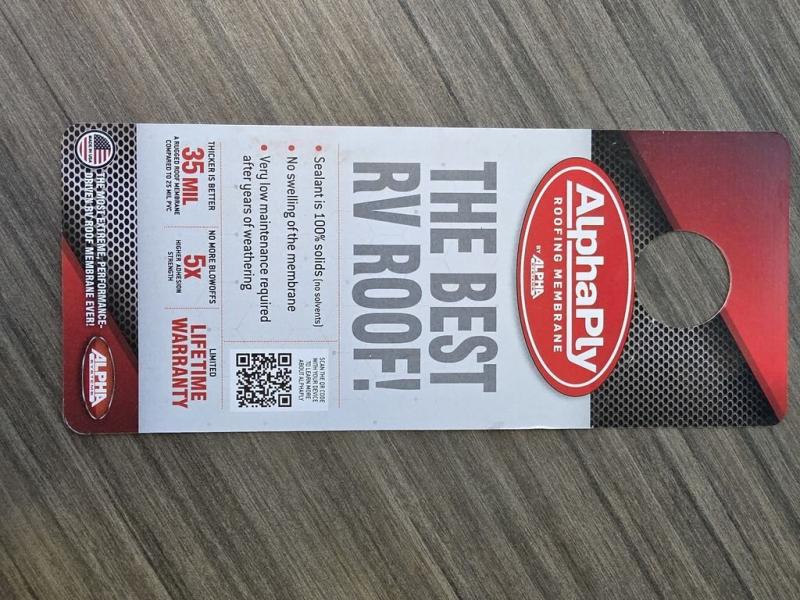 AlphaPly
ROOFING MEMBRANE
BY ALPHA
SYSTEMS
THE BEST
RV ROOF!
• Sealant is 100% solids (no solvents)
• No swelling of the membrane
• Very low maintenance required
after years of weathering
SCAN THE QR CODE
WITH YOUR DEVICE
TO LEARN MORE
ABOUT ALPHAPLY
THICKER IS BETTER
35 MIL
A RUGGED ROOF MEMBRANE
COMPARED TO 25 MIL PVC
NO MORE BLOWOFFS
5X
HIGHER ADHESION
STRENGTH
LIMITED
LIFETIME
WARRANTY
MADE IN USA
THE MOST EXTREME, PERFORMANCE-
DRIVEN RV ROOF MEMBRANE EVER!
ALPHA
SYSTEMS